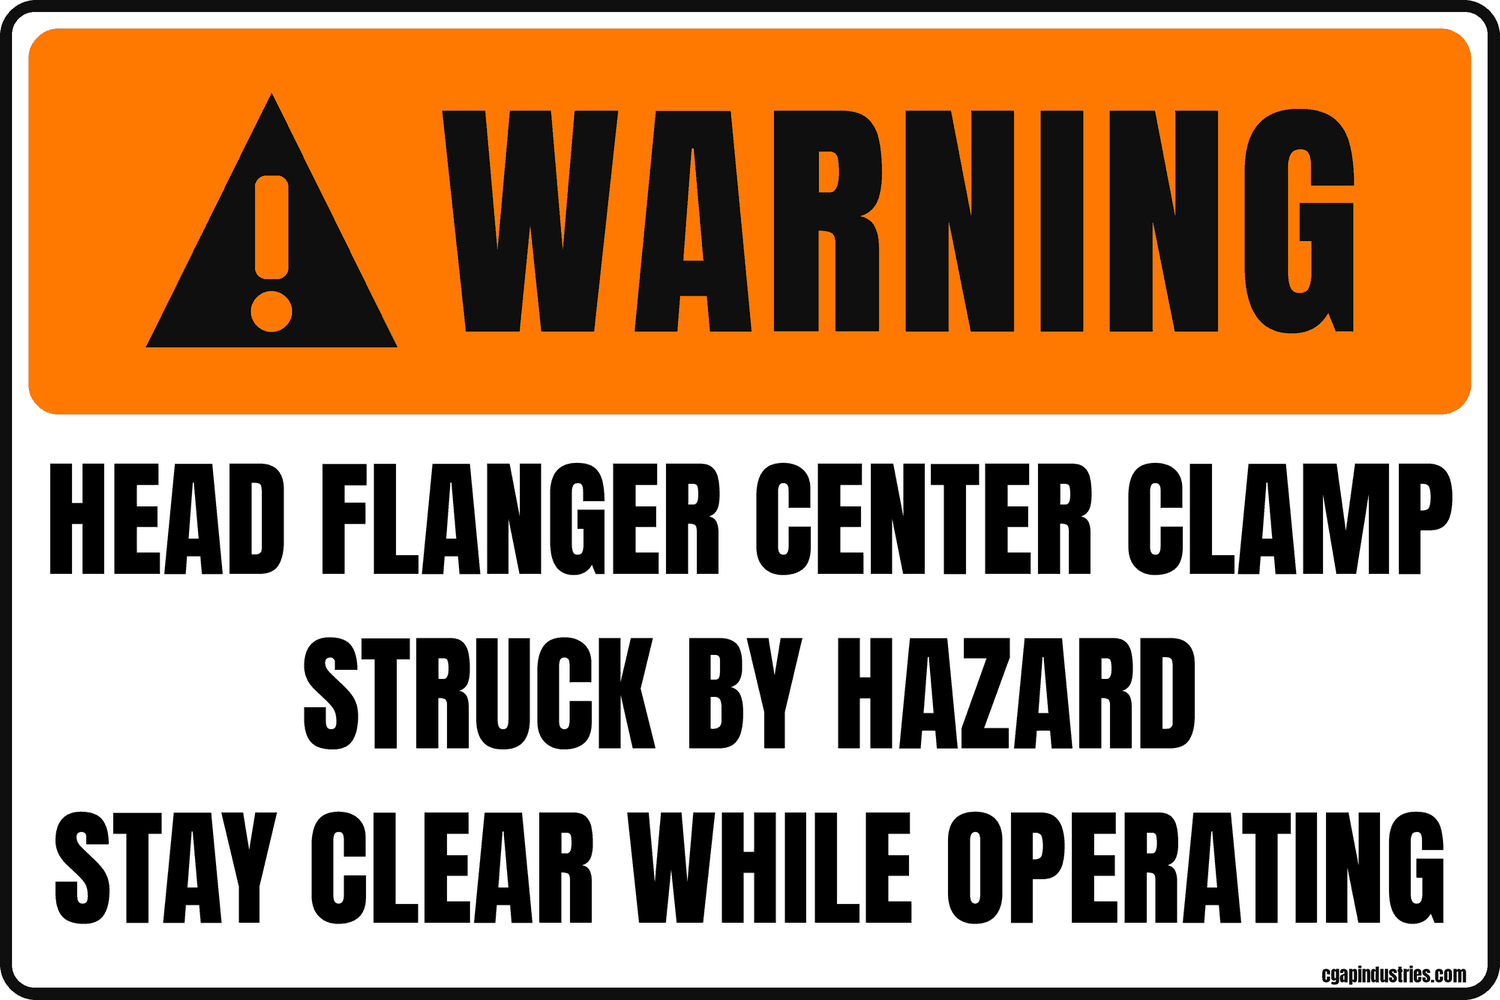 WARNING
HEAD FLANGER CENTER CLAMP
STRUCK BY HAZARD
STAY CLEAR WHILE OPERATING
cgapindustries.com